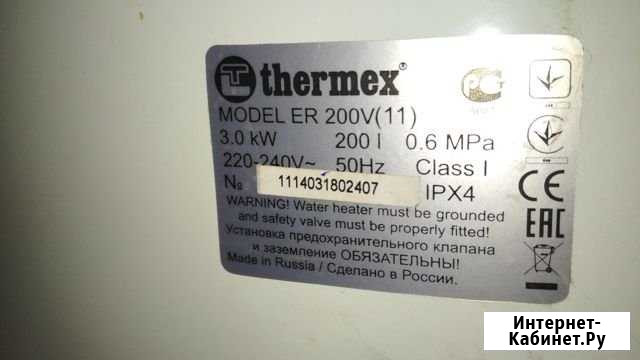 thermex®
MODEL ER 200V(11)
3.0 kW 200 l 0.6 MPa
220-240V~ 50Hz Class I
№ 1114031802407 IPX4
WARNING! Water heater must be grounded
and safety valve must be properly fitted!
Установка предохранительного клапана
и заземление ОБЯЗАТЕЛЬНЫ!
Made in Russia / Сделано в России.
CE
EAC
Интернет-
Кабинет.Ру